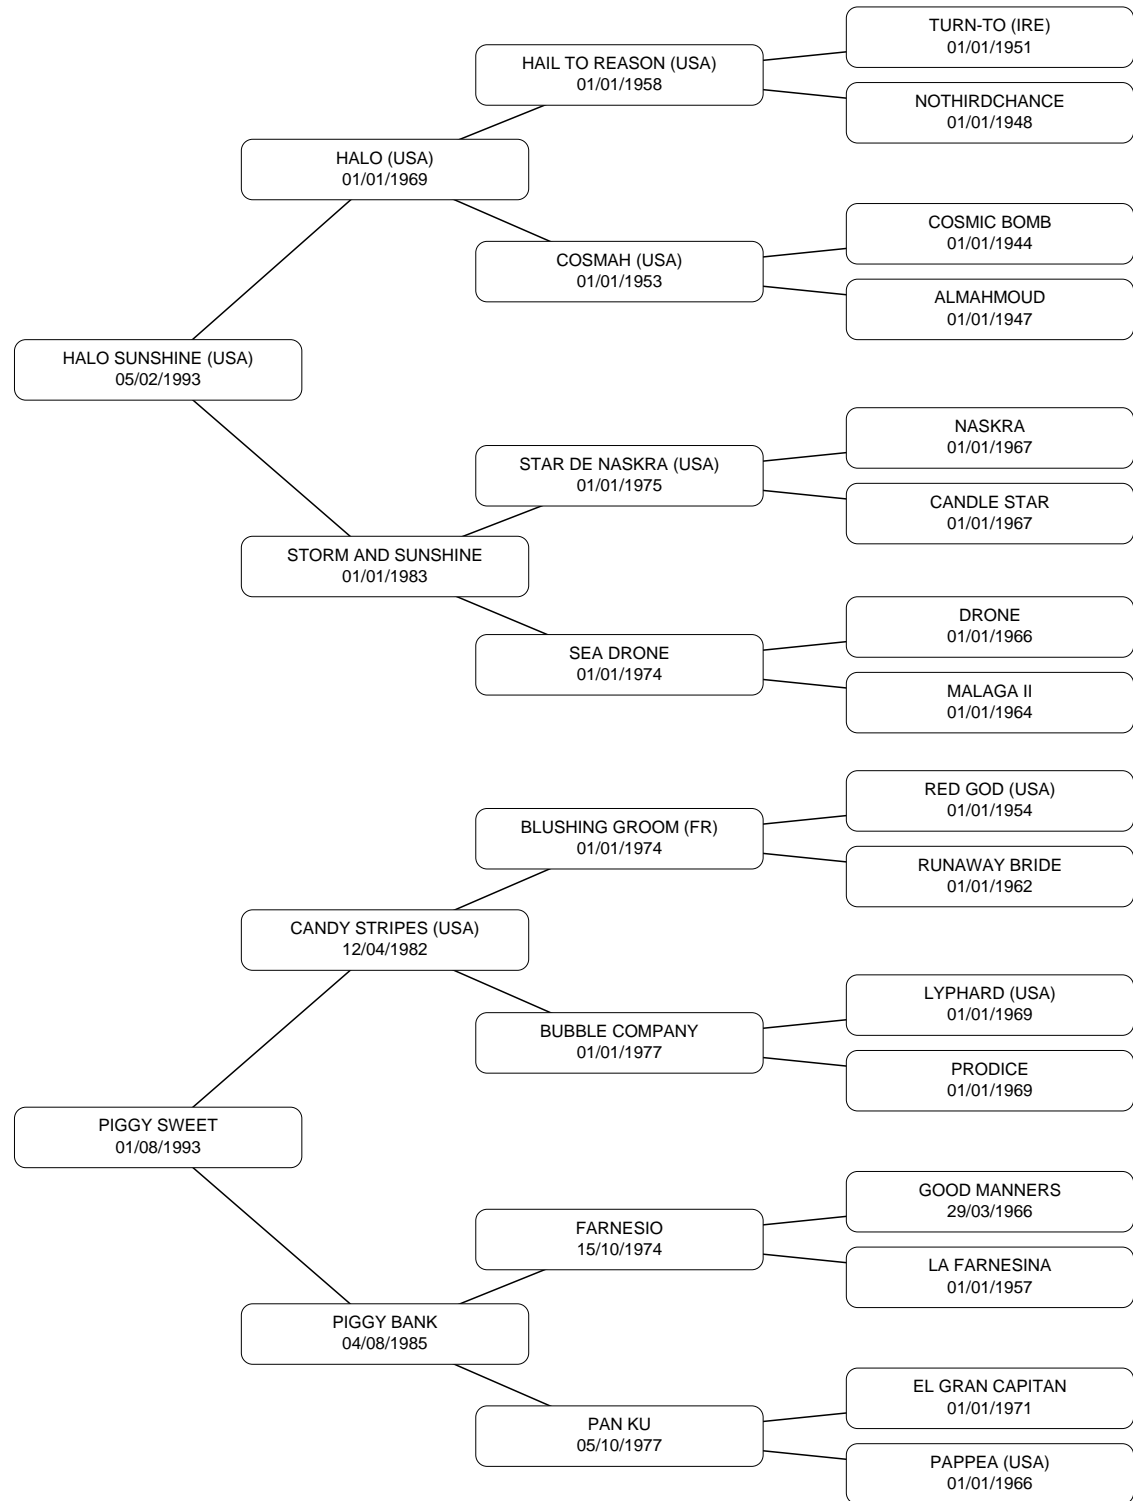 TURN-TO (IRE)
01/01/1951
HAIL TO REASON (USA)
01/01/1958
NOTHIRDCHANCE
01/01/1948
HALO (USA)
01/01/1969
COSMIC BOMB
01/01/1944
COSMAH (USA)
01/01/1953
ALMAHMOUD
01/01/1947
HALO SUNSHINE (USA)
05/02/1993
NASKRA
01/01/1967
STAR DE NASKRA (USA)
01/01/1975
CANDLE STAR
01/01/1967
STORM AND SUNSHINE
01/01/1983
DRONE
01/01/1966
SEA DRONE
01/01/1974
MALAGA II
01/01/1964
RED GOD (USA)
01/01/1954
BLUSHING GROOM (FR)
01/01/1974
RUNAWAY BRIDE
01/01/1962
CANDY STRIPES (USA)
12/04/1982
LYPHARD (USA)
01/01/1969
BUBBLE COMPANY
01/01/1977
PRODICE
01/01/1969
PIGGY SWEET
01/08/1993
GOOD MANNERS
29/03/1966
FARNESIO
15/10/1974
LA FARNESINA
01/01/1957
PIGGY BANK
04/08/1985
EL GRAN CAPITAN
01/01/1971
PAN KU
05/10/1977
PAPPEA (USA)
01/01/1966